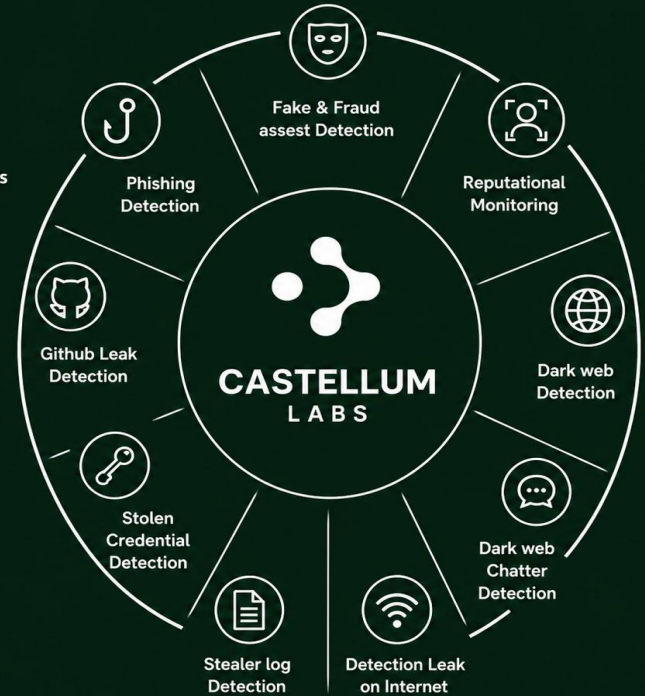 Fake & Fraud
assest Detection
Phishing
Detection
Reputational
Monitoring
s
Github Leak
Detection
CASTELLUM
LABS
Dark web
Detection
Stolen
Credential
Detection
Dark web
Chatter
Detection
Stealer log
Detection
Detection Leak
on Internet